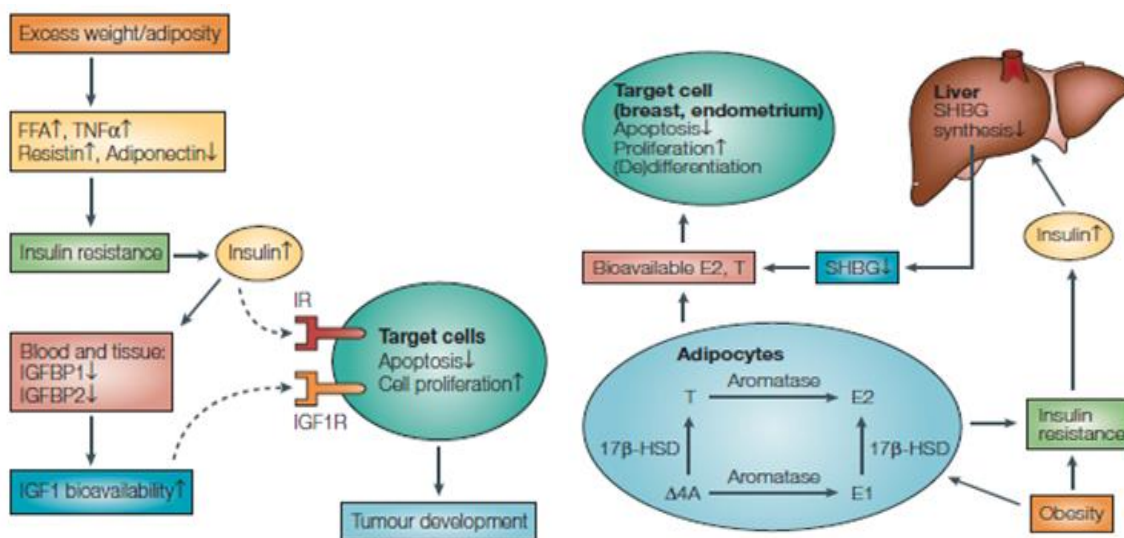 Excess weight/adiposity
FFA↑, TNFα↑
Resistin↑, Adiponectin↓
Insulin resistance
Insulin↑
IR
Blood and tissue:
IGFBP1↓
IGFBP2↓
Target cells
Apoptosis↓
Cell proliferation↑
IGF1R
IGF1 bioavailability↑
Tumour development
Target cell
(breast, endometrium)
Apoptosis↓
Proliferation↑
(De)differentiation
Liver
SHBG
synthesis↓
Insulin↑
Bioavailable E2, T
SHBG↓
Adipocytes
Aromatase
T
E2
17β-HSD
17β-HSD
Aromatase
Δ4A
E1
Insulin
resistance
Obesity